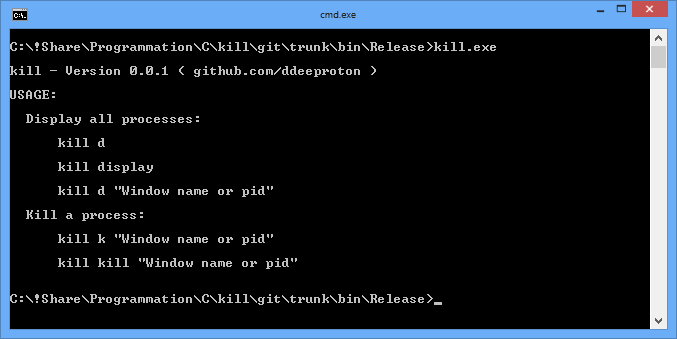 cmd.exe
C:\!Share\Programmation\C\kill\git\trunk\bin\Release>kill.exe
kill - Version 0.0.1 ( github.com/ddeeproton )
USAGE:
Display all processes:
kill d
kill display
kill d "Window name or pid"
Kill a process:
kill k "Window name or pid"
kill kill "Window name or pid"
C:\!Share\Programmation\C\kill\git\trunk\bin\Release>_